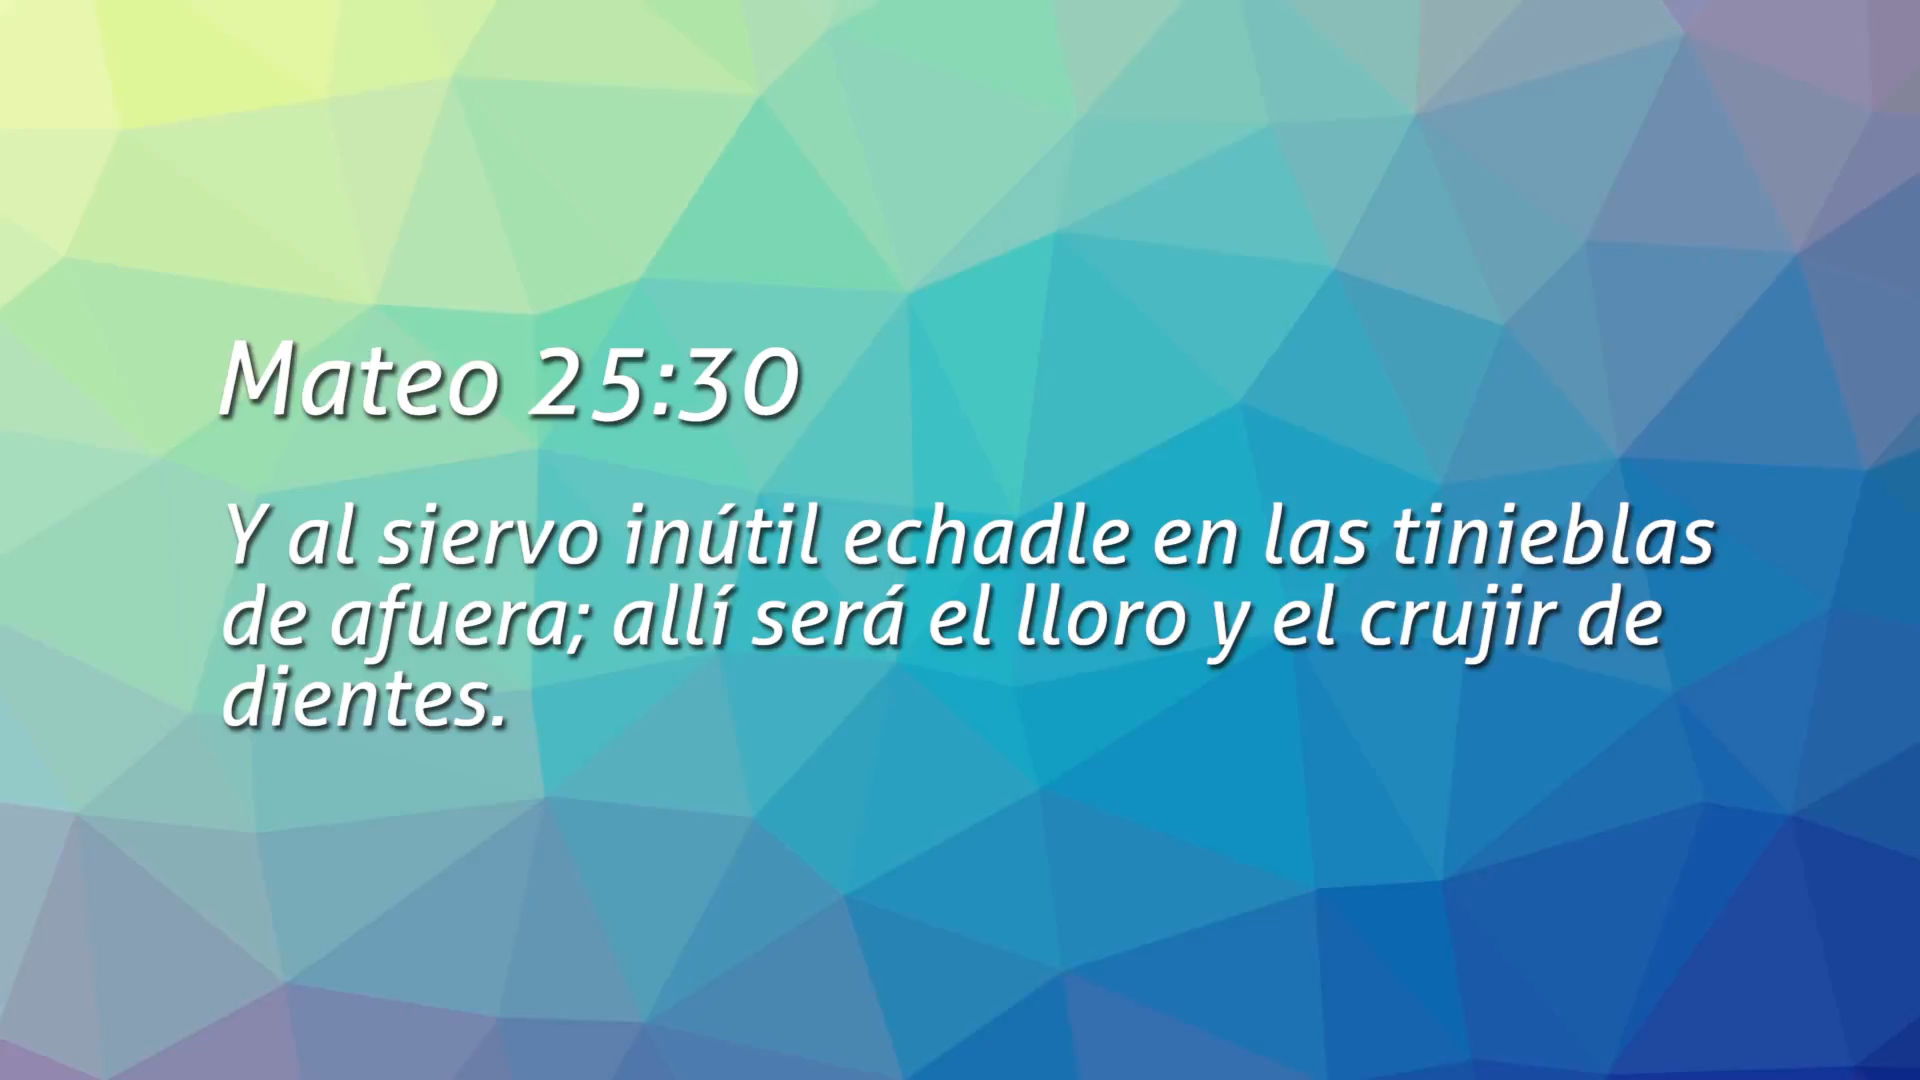 Mateo 25:30
Y al siervo inútil echadle en las tinieblas
de afuera; allí será el lloro y el crujir de
dientes.